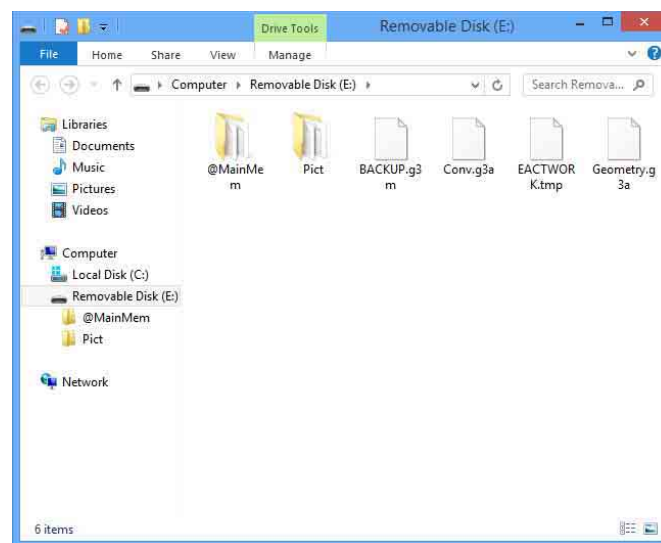 Drive Tools
Removable Disk (E:)
File Home Share View Manage
Computer Removable Disk (E:)
Search Remova...
Libraries
Documents
Music
Pictures
Videos
Computer
Local Disk (C:)
Removable Disk (E:)
@MainMem
Pict
Network
@MainMe
m
Pict
BACKUP.g3
m
Conv.g3a
EACTWOR
K.tmp
Geometry.g
3a
6 items